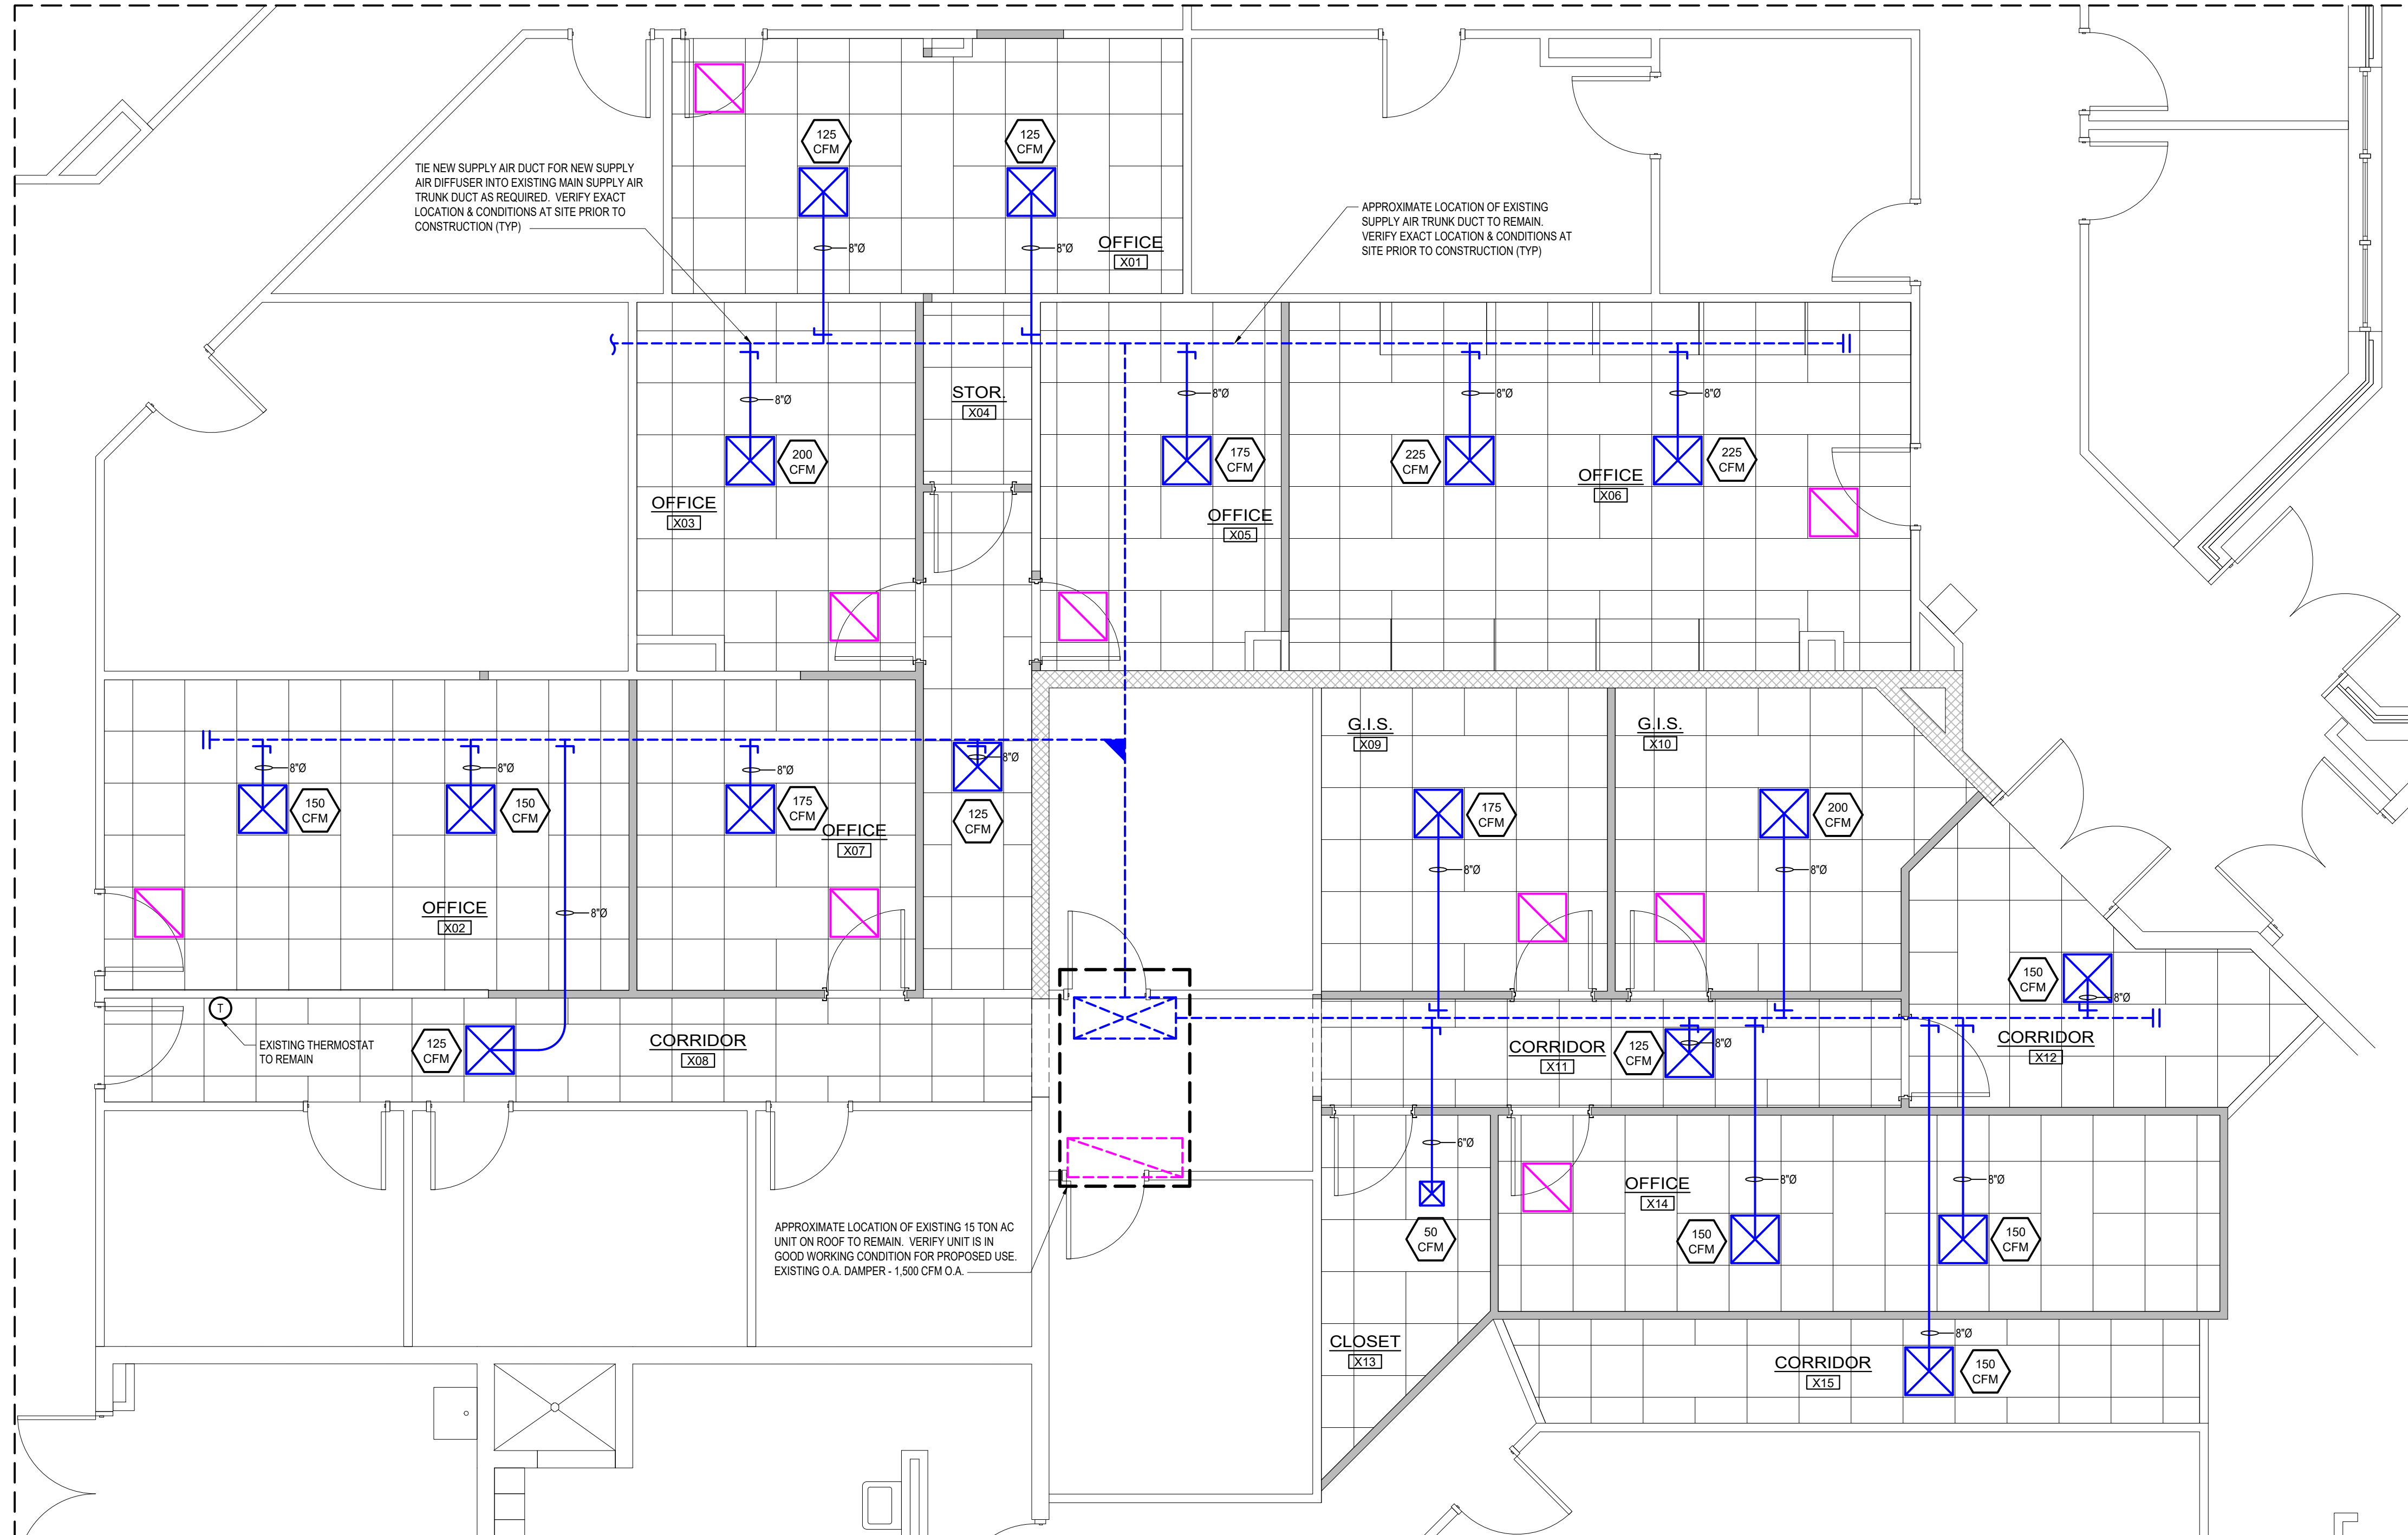 125
CFM
125
CFM
TIE NEW SUPPLY AIR DUCT FOR NEW SUPPLY
AIR DIFFUSER INTO EXISTING MAIN SUPPLY AIR
TRUNK DUCT AS REQUIRED. VERIFY EXACT
LOCATION & CONDITIONS AT SITE PRIOR TO
CONSTRUCTION (TYP)
APPROXIMATE LOCATION OF EXISTING
SUPPLY AIR TRUNK DUCT TO REMAIN.
VERIFY EXACT LOCATION & CONDITIONS AT
SITE PRIOR TO CONSTRUCTION (TYP)
8"Ø
8"Ø
OFFICE
X01
8"Ø
STOR.
X04
8"Ø
8"Ø
8"Ø
200
CFM
175
CFM
225
CFM
225
CFM
OFFICE
X03
OFFICE
X05
OFFICE
X06
G.I.S.
X09
G.I.S.
X10
8"Ø
8"Ø
8"Ø
8"Ø
150
CFM
150
CFM
175
CFM
125
CFM
175
CFM
200
CFM
OFFICE
X07
8"Ø
8"Ø
OFFICE
X02
8"Ø
150
CFM
8"Ø
T
EXISTING THERMOSTAT
TO REMAIN
125
CFM
CORRIDOR
X08
CORRIDOR
X11
125
CFM
8"Ø
CORRIDOR
X12
6"Ø
OFFICE
X14
8"Ø
8"Ø
APPROXIMATE LOCATION OF EXISTING 15 TON AC
UNIT ON ROOF TO REMAIN. VERIFY UNIT IS IN
GOOD WORKING CONDITION FOR PROPOSED USE.
EXISTING O.A. DAMPER - 1,500 CFM O.A.
50
CFM
150
CFM
150
CFM
CLOSET
X13
8"Ø
CORRIDOR
X15
150
CFM